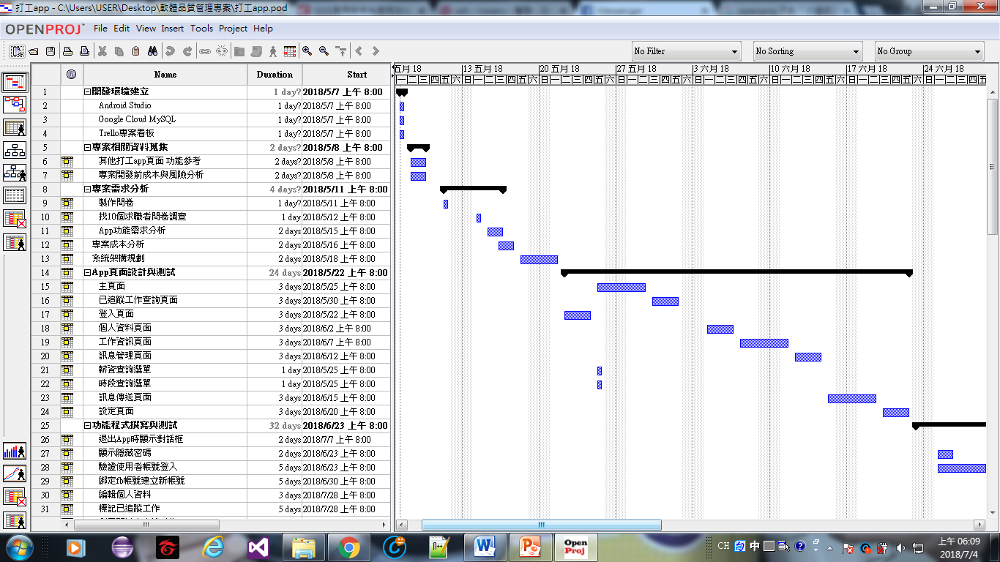 打工app - C:\Users\USER\Desktop\軟體品質管理專案\打工app.pod
OPENPROJ™ File Edit View Insert Tools Project Help
No Filter No Sorting No Group
Name Duration Start
五月 18 13 五月 18 20 五月 18 27 五月 18 3 六月 18 10 六月 18 17 六月 18 24 六月 18
一 二 三 四 五 六 日 一 二 三 四 五 六 日 一 二 三 四 五 六 日 一 二 三 四 五 六 日 一 二 三 四 五 六 日 一 二 三 四 五 六 日 一 二 三 四 五 六 日 一 二 三 四 五
1 開發環境建立 1 day? 2018/5/7 上午 8:00
2 Android Studio 1 day? 2018/5/7 上午 8:00
3 Google Cloud MySQL 1 day? 2018/5/7 上午 8:00
4 Trello專案看板 1 day? 2018/5/7 上午 8:00
5 專案相關資料蒐集 2 days? 2018/5/8 上午 8:00
6 其他打工app頁面 功能參考 2 days? 2018/5/8 上午 8:00
7 專案開發前成本與風險分析 2 days? 2018/5/8 上午 8:00
8 專案需求分析 4 days? 2018/5/11 上午 8:00
9 製作問卷 1 day? 2018/5/11 上午 8:00
10 找10個求職者問卷調查 1 day 2018/5/12 上午 8:00
11 App功能需求分析 2 days 2018/5/15 上午 8:00
12 專案成本分析 2 days 2018/5/16 上午 8:00
13 系統架構規劃 2 days 2018/5/18 上午 8:00
14 App頁面設計與測試 24 days 2018/5/22 上午 8:00
15 主頁面 3 days 2018/5/25 上午 8:00
16 已追蹤工作查詢頁面 3 days 2018/5/30 上午 8:00
17 登入頁面 3 days 2018/5/22 上午 8:00
18 個人資料頁面 3 days 2018/6/2 上午 8:00
19 工作資訊頁面 3 days 2018/6/7 上午 8:00
20 訊息管理頁面 3 days 2018/6/12 上午 8:00
21 薪資查詢選單 1 day 2018/5/25 上午 8:00
22 時段查詢選單 1 day 2018/5/25 上午 8:00
23 訊息傳送頁面 3 days 2018/6/15 上午 8:00
24 設定頁面 3 days 2018/6/20 上午 8:00
25 功能程式撰寫與測試 32 days 2018/6/23 上午 8:00
26 退出App時顯示對話框 2 days 2018/7/7 上午 8:00
27 顯示隱藏密碼 2 days 2018/6/23 上午 8:00
28 驗證使用者帳號登入 5 days 2018/6/23 上午 8:00
29 綁定fb帳號建立新帳號 5 days 2018/6/30 上午 8:00
30 編輯個人資料 3 days 2018/7/28 上午 8:00
31 標記已追蹤工作 5 days 2018/7/28 上午 8:00
Open
Proj
CH 中
上午 06:09
2018/7/4